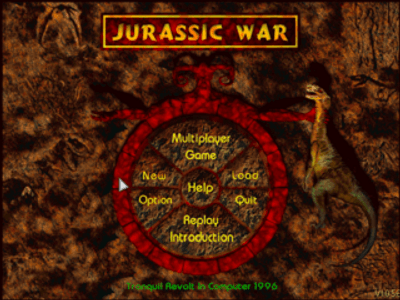 JURASSIC WAR
Multiplayer
Game
New
Load
Help
Option
Quit
Replay
Introduction
Tranquil Revolt in Computer 1996